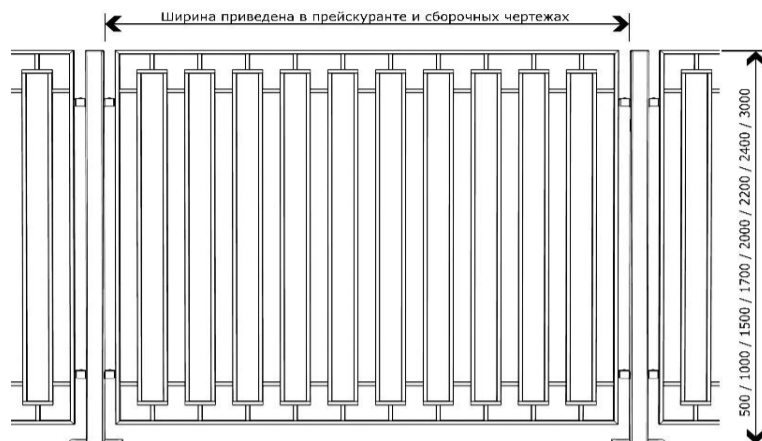 Ширина приведена в прейскуранте и сборочных чертежах
500 / 1000 / 1500 / 1700 / 2000 / 2200 / 2400 / 3000